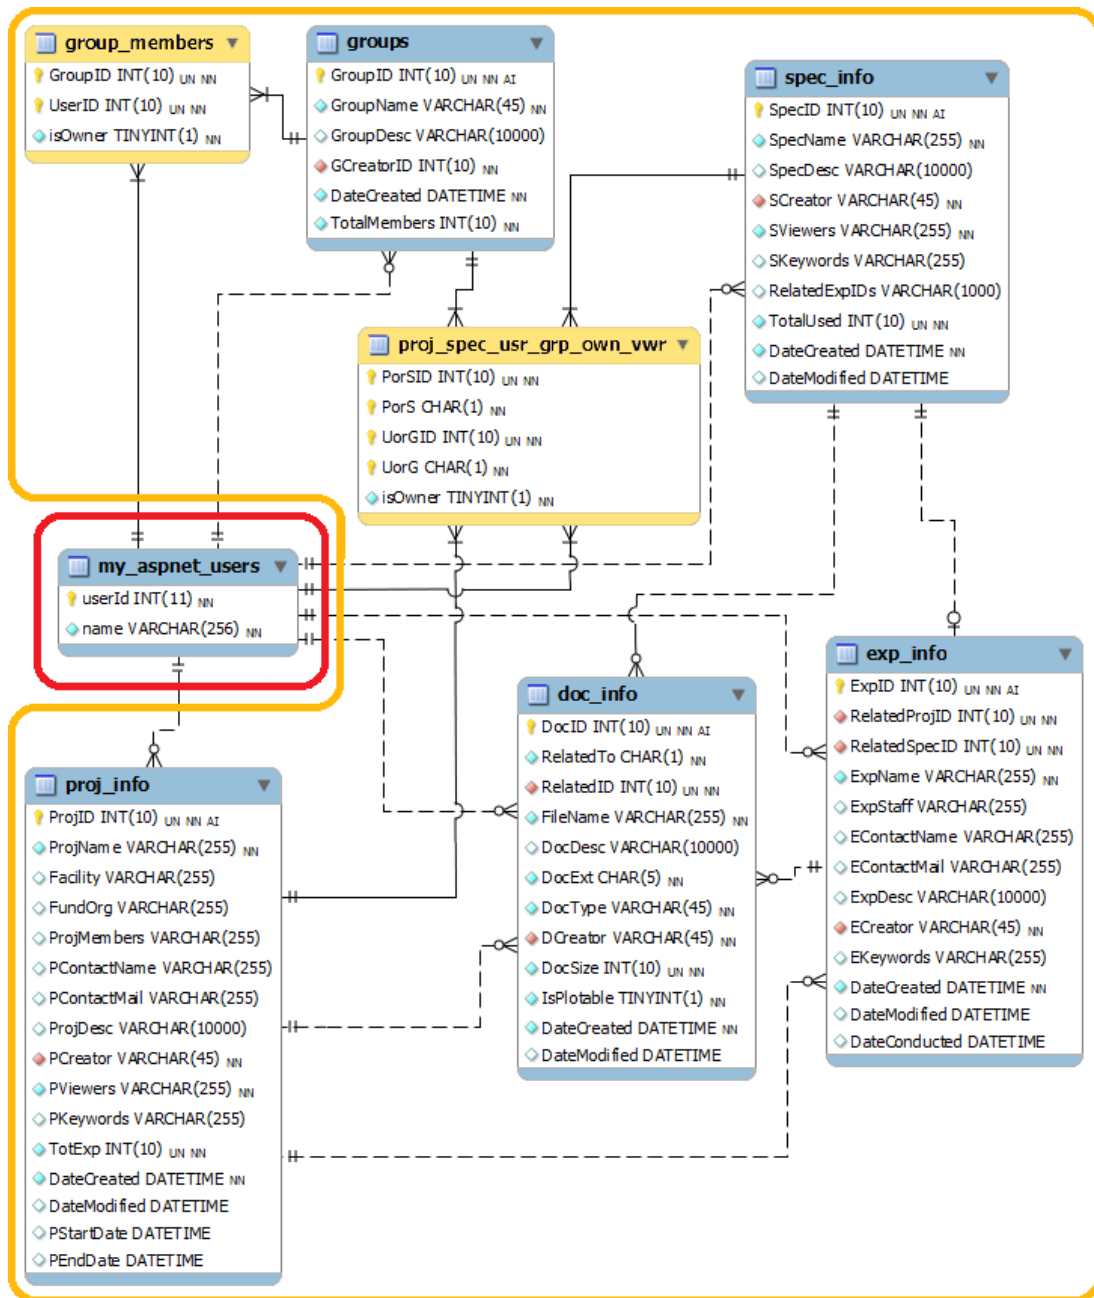 group_members
GroupID INT(10) UN NN
UserID INT(10) UN NN
isOwner TINYINT(1) NN
groups
GroupID INT(10) UN NN AI
GroupName VARCHAR(45) NN
GroupDesc VARCHAR(10000)
GCreatorID INT(10) NN
DateCreated DATETIME NN
TotalMembers INT(10) NN
spec_info
SpecID INT(10) UN NN AI
SpecName VARCHAR(255) NN
SpecDesc VARCHAR(10000)
SCreator VARCHAR(45) NN
SViewers VARCHAR(255) NN
SKeywords VARCHAR(255)
RelatedExpIDs VARCHAR(1000)
TotalUsed INT(10) UN NN
DateCreated DATETIME NN
DateModified DATETIME
proj_spec_usr_grp_own_vwr
PorSID INT(10) UN NN
PorS CHAR(1) NN
UorGID INT(10) UN NN
UorG CHAR(1) NN
isOwner TINYINT(1) NN
my_aspnet_users
userId INT(11) NN
name VARCHAR(256) NN
doc_info
DocID INT(10) UN NN AI
RelatedTo CHAR(1) NN
RelatedID INT(10) UN NN
FileName VARCHAR(255) NN
DocDesc VARCHAR(10000)
DocExt CHAR(5) NN
DocType VARCHAR(45) NN
DCreator VARCHAR(45) NN
DocSize INT(10) UN NN
IsPlotable TINYINT(1) NN
DateCreated DATETIME NN
DateModified DATETIME
exp_info
ExpID INT(10) UN NN AI
RelatedProjID INT(10) UN NN
RelatedSpecID INT(10) UN NN
ExpName VARCHAR(255) NN
ExpStaff VARCHAR(255)
EContactName VARCHAR(255)
EContactMail VARCHAR(255)
ExpDesc VARCHAR(10000)
ECreator VARCHAR(45) NN
EKeywords VARCHAR(255)
DateCreated DATETIME NN
DateModified DATETIME
DateConducted DATETIME
proj_info
ProjID INT(10) UN NN AI
ProjName VARCHAR(255) NN
Facility VARCHAR(255)
FundOrg VARCHAR(255)
ProjMembers VARCHAR(255)
PContactName VARCHAR(255)
PContactMail VARCHAR(255)
ProjDesc VARCHAR(10000)
PCreator VARCHAR(45) NN
PViewers VARCHAR(255) NN
PKeywords VARCHAR(255)
TotExp INT(10) UN NN
DateCreated DATETIME NN
DateModified DATETIME
PStartDate DATETIME
PEndDate DATETIME